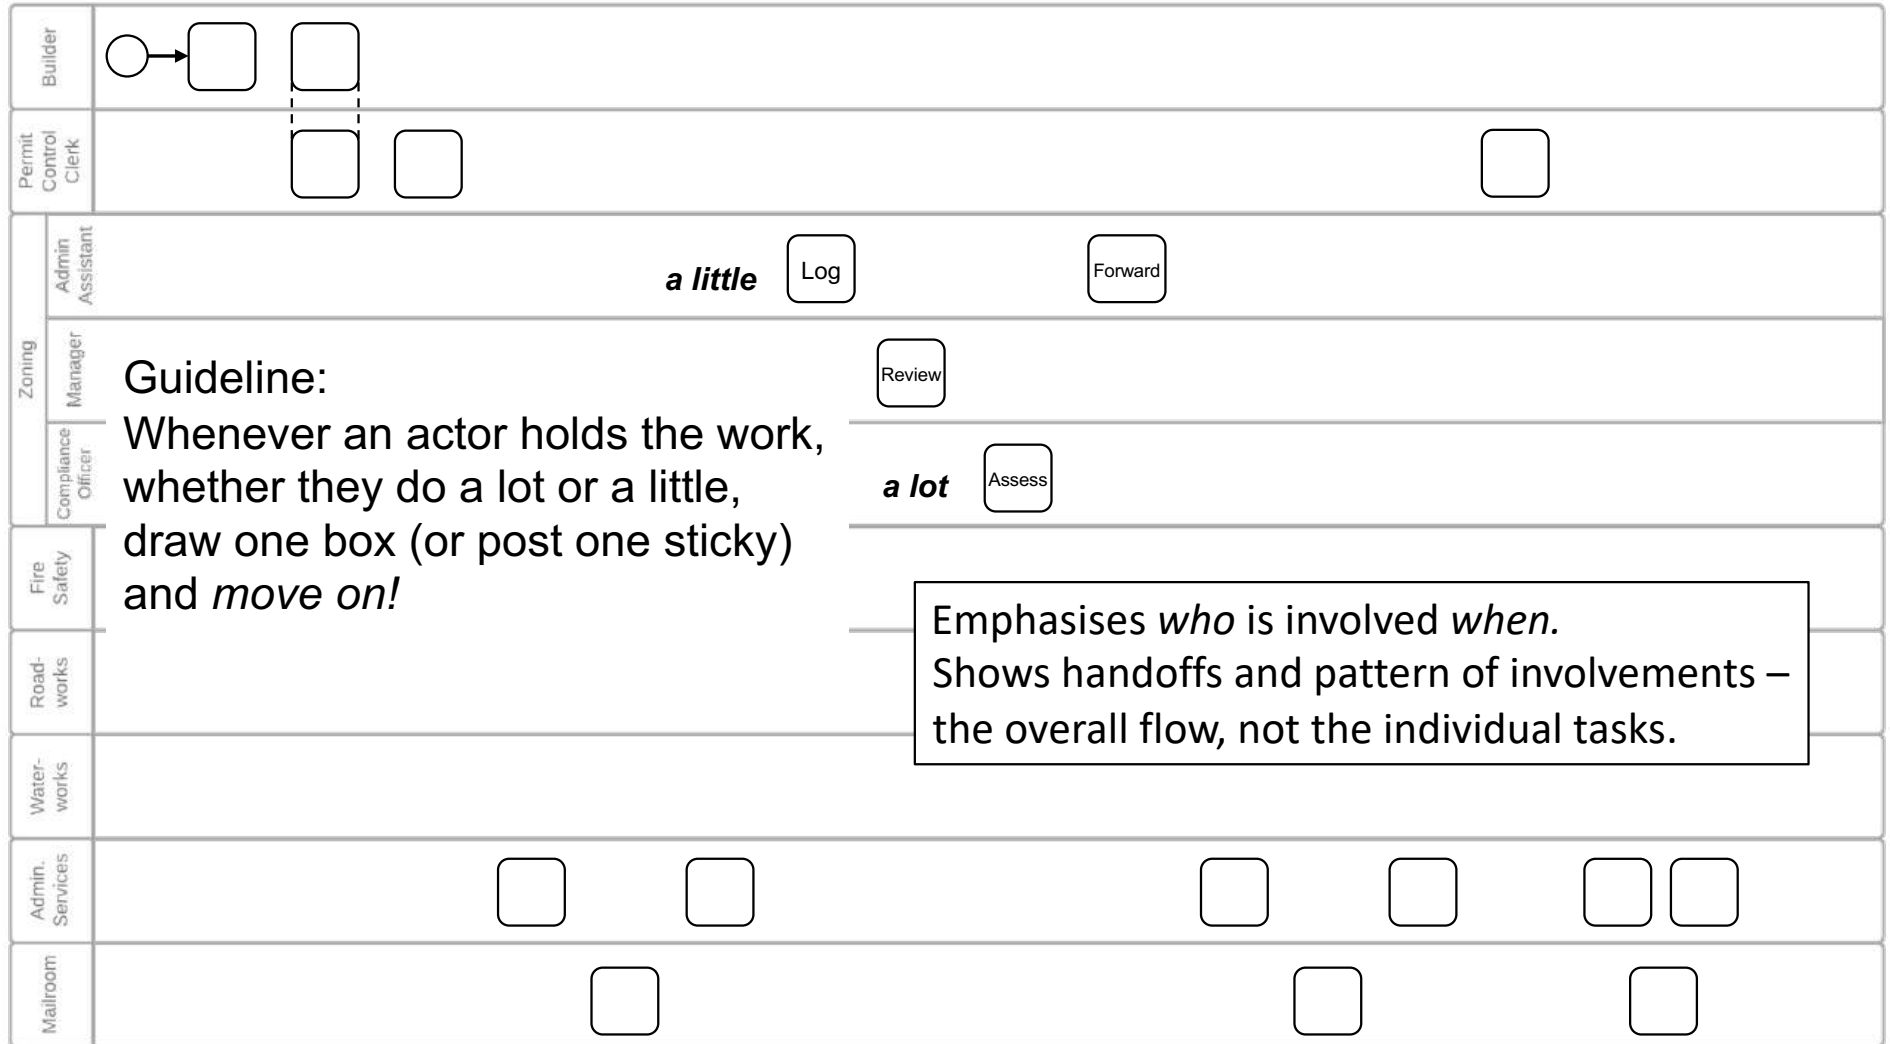 Builder
Permit
Control
Clerk
Zoning
Admin
Assistant
a little
Log
Forward
Manager
Review
Guideline:
Whenever an actor holds the work,
whether they do a lot or a little,
draw one box (or post one sticky)
and move on!
Compliance
Officer
a lot
Assess
Fire
Safety
Emphasises who is involved when.
Shows handoffs and pattern of involvements –
the overall flow, not the individual tasks.
Road-
works
Water-
works
Admin.
Services
Mailroom